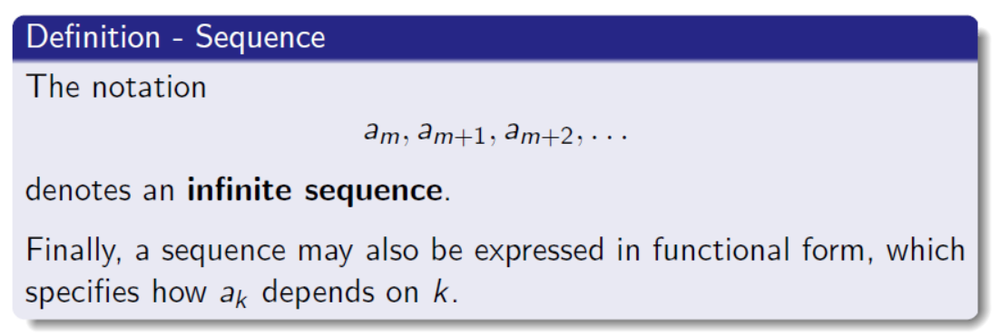 Definition - Sequence
The notation
a_m, a_{m+1}, a_{m+2}, ...
denotes an infinite sequence.
Finally, a sequence may also be expressed in functional form, which
specifies how a_k depends on k.